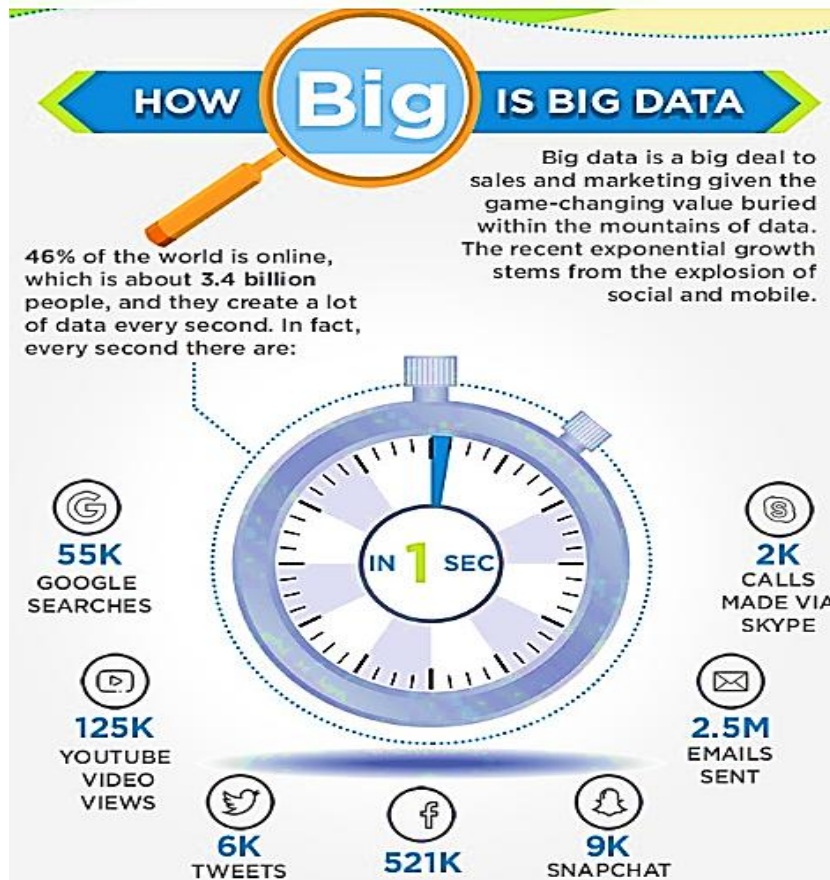 HOW Big IS BIG DATA
Big data is a big deal to
sales and marketing given the
game-changing value buried
within the mountains of data.
The recent exponential growth
stems from the explosion of
social and mobile.
46% of the world is online,
which is about 3.4 billion
people, and they create a lot
of data every second. In fact,
every second there are:
IN 1 SEC
55K
GOOGLE
SEARCHES
125K
YOUTUBE
VIDEO
VIEWS
6K
TWEETS
521K
9K
SNAPCHAT
2.5M
EMAILS
SENT
2K
CALLS
MADE VIA
SKYPE